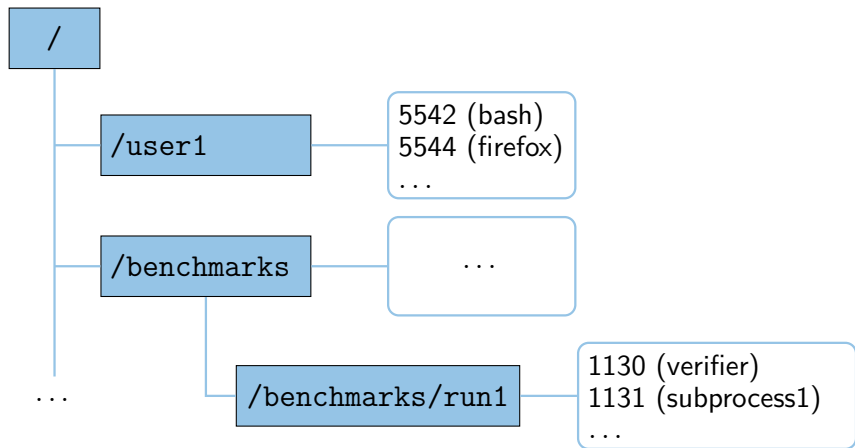 /
/user1
5542 (bash)
5544 (firefox)
...
/benchmarks
...
/benchmarks/run1
1130 (verifier)
1131 (subprocess1)
...
...